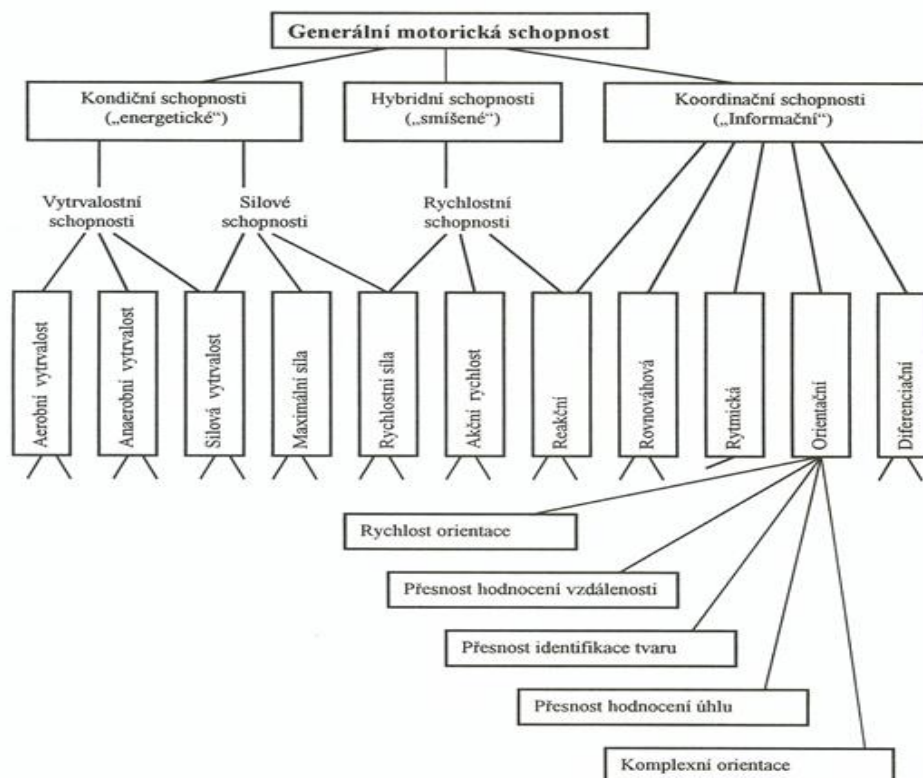 Generální motorická schopnost
Kondiční schopnosti
(„energetické“)
Hybridní schopnosti
(„smíšené“)
Koordinační schopnosti
(„Informační“)
Vytrvalostní
schopnosti
Silové
schopnosti
Rychlostní
schopnosti
Aerobní vytrvalost
Anaerobní vytrvalost
Silová vytrvalost
Maximální síla
Rychlostní síla
Akční rychlost
Reakční
Rovnováhová
Rytmická
Orientační
Diferenciační
Rychlost orientace
Přesnost hodnocení vzdálenosti
Přesnost identifikace tvaru
Přesnost hodnocení úhlu
Komplexní orientace